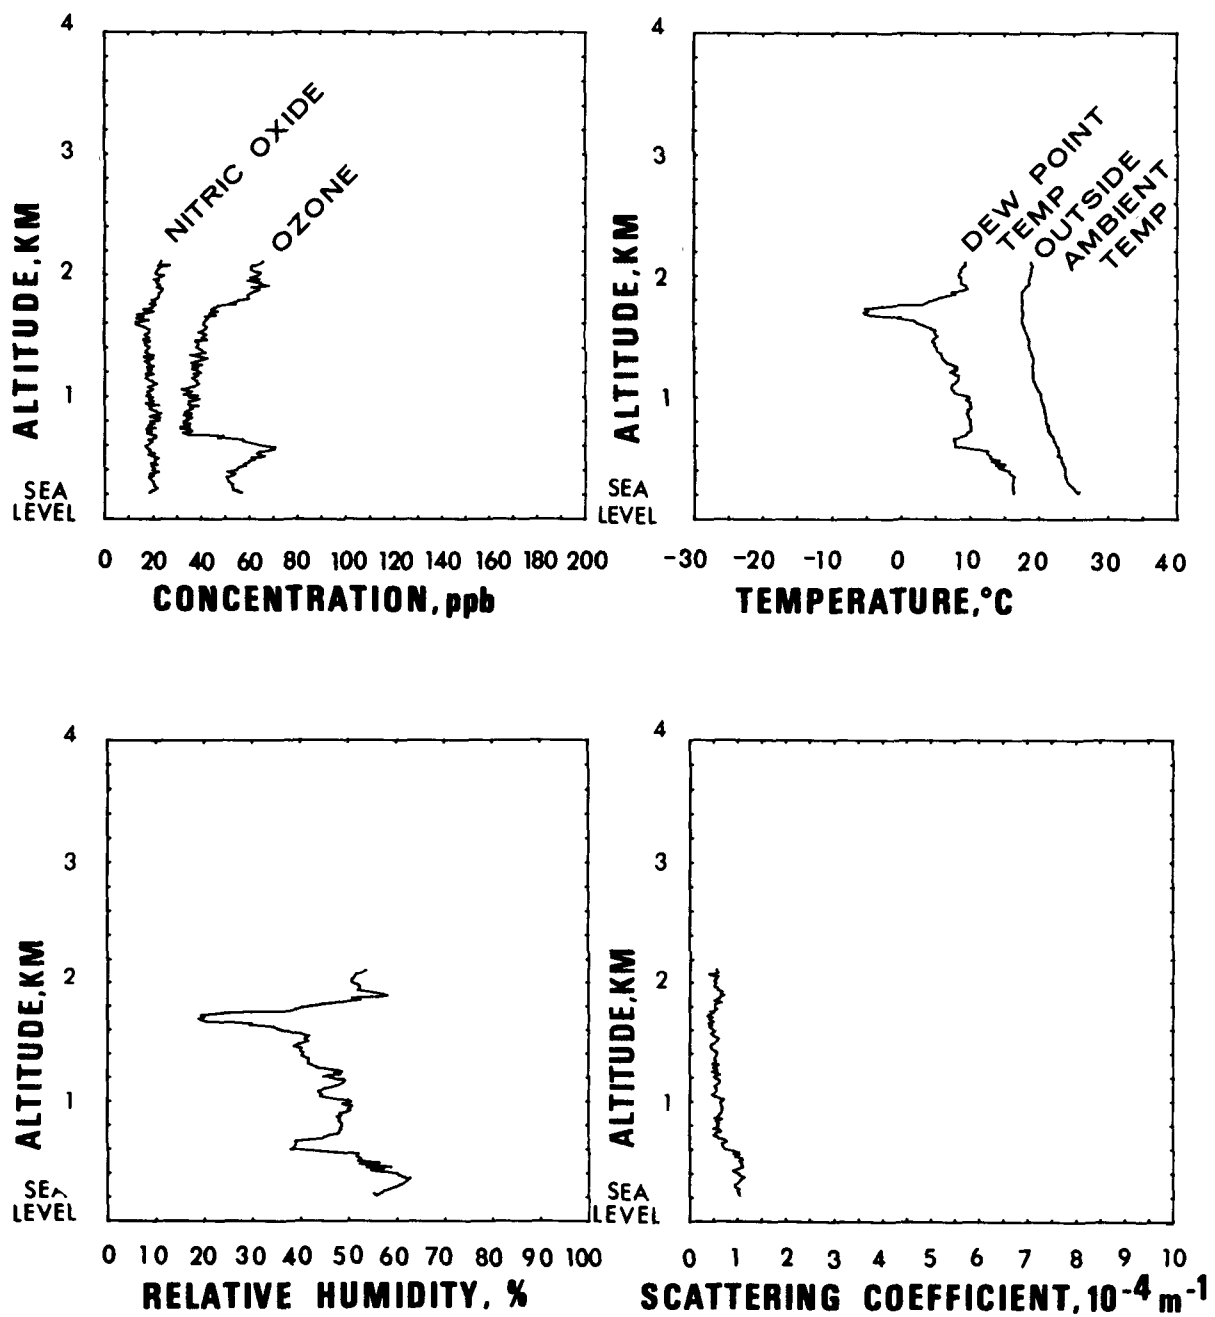 4
3
2
1
SEA
LEVEL
ALTITUDE, KM
NITRIC OXIDE
OZONE
0 20 40 60 80 100 120 140 160 180 200
CONCENTRATION, ppb
4
3
2
1
SEA
LEVEL
ALTITUDE, KM
DEW POINT
TEMP
OUTSIDE
AMBIENT
TEMP
-30 -20 -10 0 10 20 30 40
TEMPERATURE, °C
4
3
2
1
SEA
LEVEL
ALTITUDE, KM
0 10 20 30 40 50 60 70 80 90 100
RELATIVE HUMIDITY, %
4
3
2
1
SEA
LEVEL
ALTITUDE, KM
0 1 2 3 4 5 6 7 8 9 10
SCATTERING COEFFICIENT, 10⁻⁴ m⁻¹